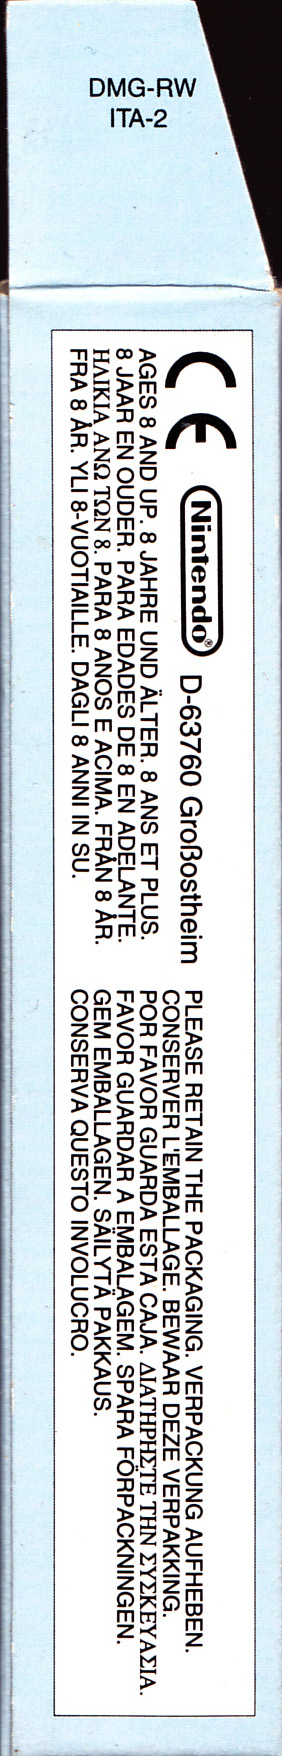 DMG-RW
ITA-2
CE Nintendo® D-63760 Großostheim
AGES 8 AND UP. 8 JAHRE UND ÄLTER. 8 ANS ET PLUS.
8 JAAR EN OUDER. PARA EDADES DE 8 EN ADELANTE.
ΗΛΙΚΙΑ ΑΝΩ ΤΩΝ 8. PARA 8 ANOS E ACIMA. FRÅN 8 ÅR.
FRA 8 ÅR. YLI 8-VUOTIAILLE. DAGLI 8 ANNI IN SU.
PLEASE RETAIN THE PACKAGING. VERPACKUNG AUFHEBEN.
CONSERVER L'EMBALLAGE. BEWAAR DEZE VERPAKKING.
POR FAVOR GUARDA ESTA CAJA. ΔΙΑΤΗΡΗΣΤΕ ΤΗΝ ΣΥΣΚΕΥΑΣΙΑ.
FAVOR GUARDAR A EMBALAGEM. SPARA FÖRPACKNINGEN.
GEM EMBALLAGEN. SÄILYTÄ PAKKAUS.
CONSERVA QUESTO INVOLUCRO.